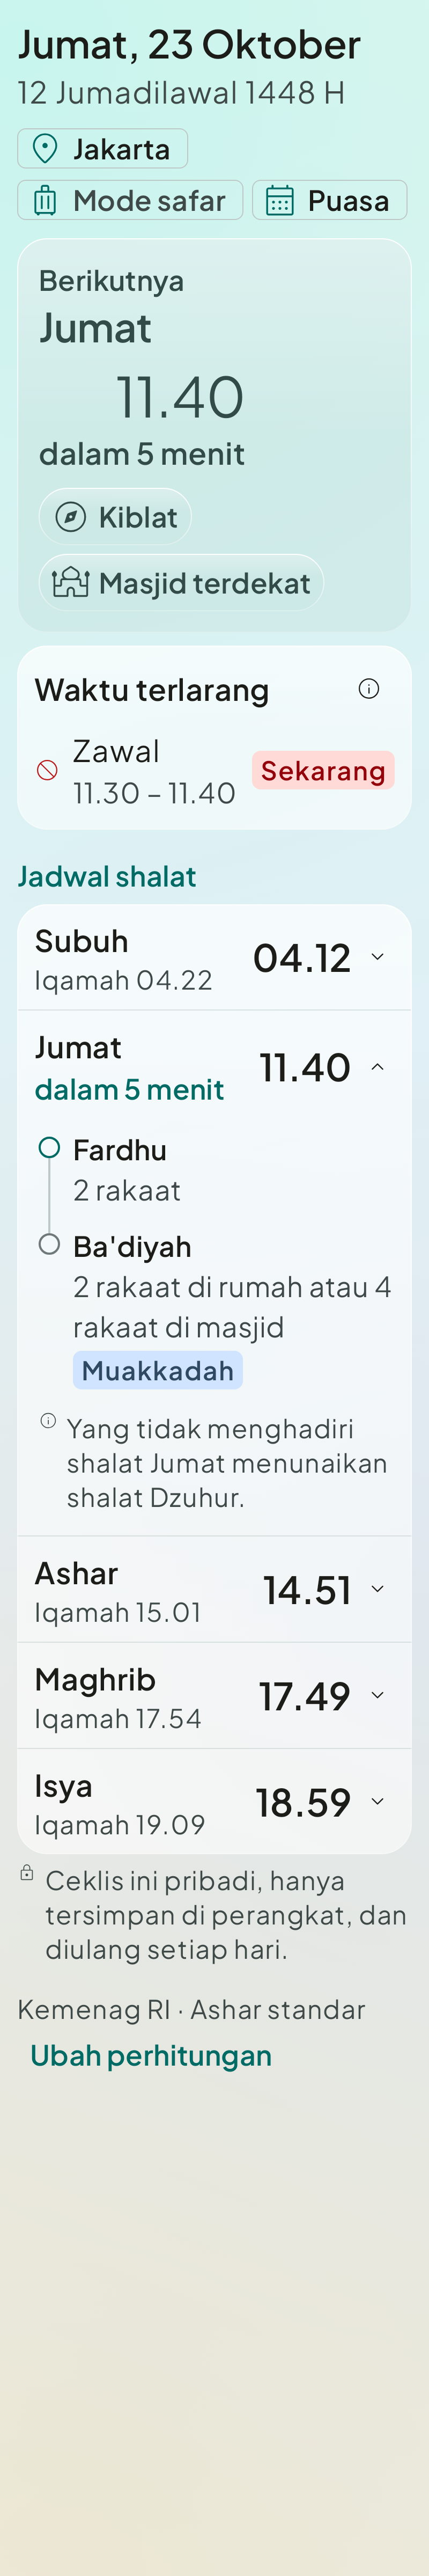 Jumat, 23 Oktober
12 Jumadilawal 1448 H
Jakarta
Mode safar
Puasa
Berikutnya
Jumat
11.40
dalam 5 menit
Kiblat
Masjid terdekat
Waktu terlarang
Zawal
11.30 – 11.40
Sekarang
Jadwal shalat
Subuh
Iqamah 04.22
04.12
Jumat
dalam 5 menit
11.40
Fardhu
2 rakaat
Ba'diyah
2 rakaat di rumah atau 4
rakaat di masjid
Muakkadah
Yang tidak menghadiri
shalat Jumat menunaikan
shalat Dzuhur.
Ashar
Iqamah 15.01
14.51
Maghrib
Iqamah 17.54
17.49
Isya
Iqamah 19.09
18.59
Ceklis ini pribadi, hanya
tersimpan di perangkat, dan
diulang setiap hari.
Kemenag RI · Ashar standar
Ubah perhitungan